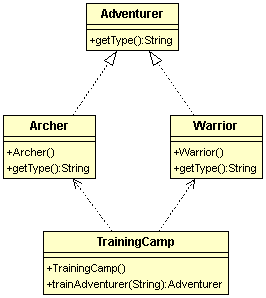 Adventurer
+getType():String
Archer
+Archer()
+getType():String
Warrior
+Warrior()
+getType():String
TrainingCamp
+TrainingCamp()
+trainAdventurer(String):Adventurer